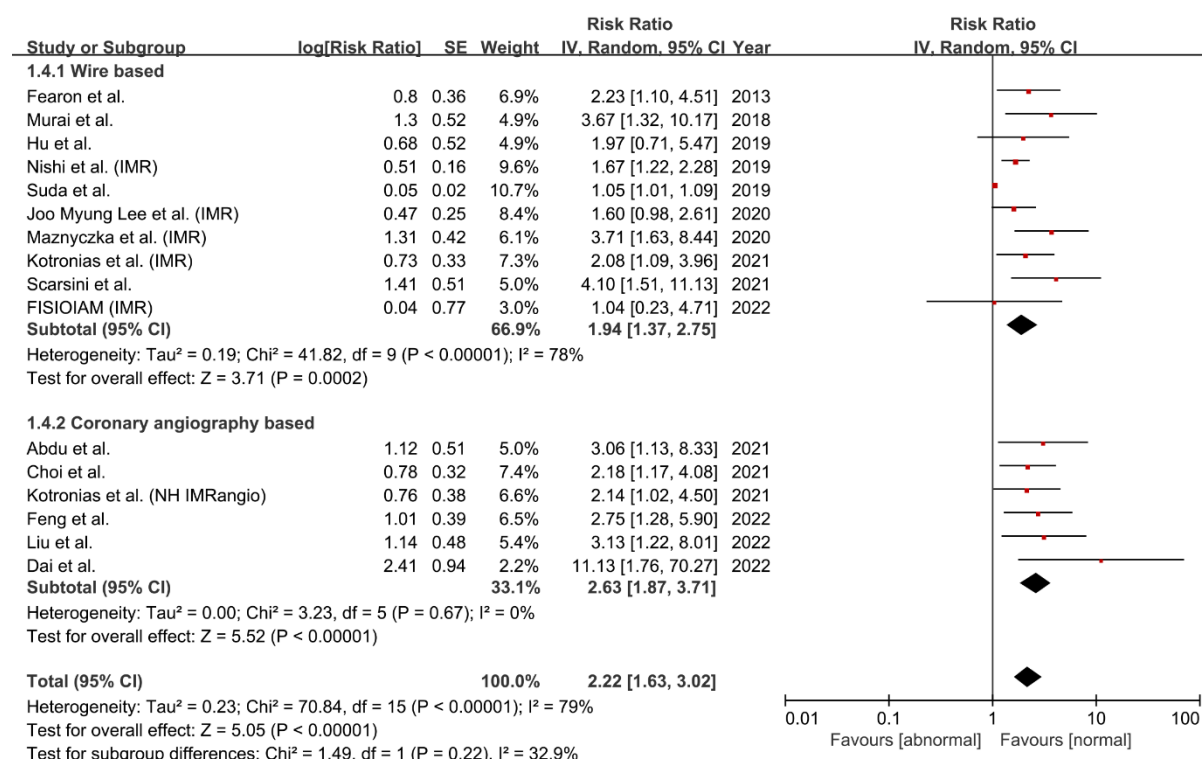 Risk Ratio Risk Ratio
Study or Subgroup log[Risk Ratio] SE Weight IV, Random, 95% CI Year IV, Random, 95% CI
1.4.1 Wire based
Fearon et al. 0.8 0.36 6.9% 2.23 [1.10, 4.51] 2013
Murai et al. 1.3 0.52 4.9% 3.67 [1.32, 10.17] 2018
Hu et al. 0.68 0.52 5.0% 1.97 [0.71, 5.47] 2019
Nishi et al. (IMR) 0.51 0.16 9.6% 1.67 [1.22, 2.28] 2019
Suda et al. 0.05 0.02 10.7% 1.05 [1.01, 1.09] 2019
Joo Myung Lee et al. (IMR) 0.47 0.25 8.4% 1.60 [0.98, 2.61] 2020
Maznyczka et al. (IMR) 1.31 0.42 6.1% 3.71 [1.63, 8.44] 2020
Kotronias et al. (IMR) 0.73 0.33 7.3% 2.08 [1.09, 3.96] 2021
Scarsini et al. 1.41 0.51 5.0% 4.10 [1.51, 11.13] 2021
FISIOIAM (IMR) 0.04 0.77 3.0% 1.04 [0.23, 4.71] 2022
Subtotal (95% CI) 66.9% 1.94 [1.37, 2.75]
Heterogeneity: Tau² = 0.19; Chi² = 41.82, df = 9 (P < 0.00001); I² = 78%
Test for overall effect: Z = 3.71 (P = 0.0002)
1.4.2 Coronary angiography based
Abdu et al. 1.12 0.51 5.0% 3.06 [1.13, 8.33] 2021
Choi et al. 0.78 0.32 7.4% 2.18 [1.17, 4.08] 2021
Kotronias et al. (NH IMRangio) 0.76 0.38 6.6% 2.14 [1.02, 4.50] 2021
Feng et al. 1.01 0.39 6.5% 2.75 [1.28, 5.90] 2022
Liu et al. 1.14 0.48 5.4% 3.13 [1.22, 8.01] 2022
Dai et al. 2.41 0.94 2.2% 11.13 [1.76, 70.27] 2022
Subtotal (95% CI) 33.1% 2.63 [1.87, 3.71]
Heterogeneity: Tau² = 0.00; Chi² = 3.23, df = 5 (P = 0.67); I² = 0%
Test for overall effect: Z = 5.52 (P < 0.00001)
Total (95% CI) 100.0% 2.22 [1.63, 3.02]
Heterogeneity: Tau² = 0.23; Chi² = 70.84, df = 15 (P < 0.00001); I² = 79%
Test for overall effect: Z = 5.05 (P < 0.00001)
Test for subgroup differences: Chi² = 1.49, df = 1 (P = 0.22), I² = 32.9%
0.01 0.1 1 10 100
Favours [abnormal] Favours [normal]